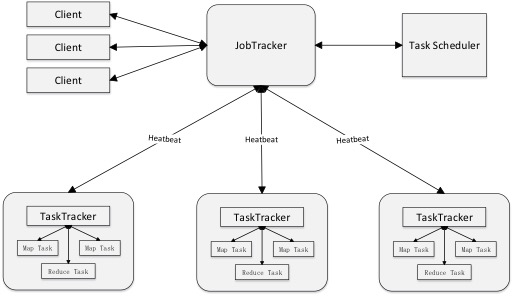 Client
Client
Client
JobTracker
Task Scheduler
Heatbeat
Heatbeat
Heatbeat
TaskTracker
Map Task
Map Task
Reduce Task
TaskTracker
Map Task
Map Task
Reduce Task
TaskTracker
Map Task
Map Task
Reduce Task